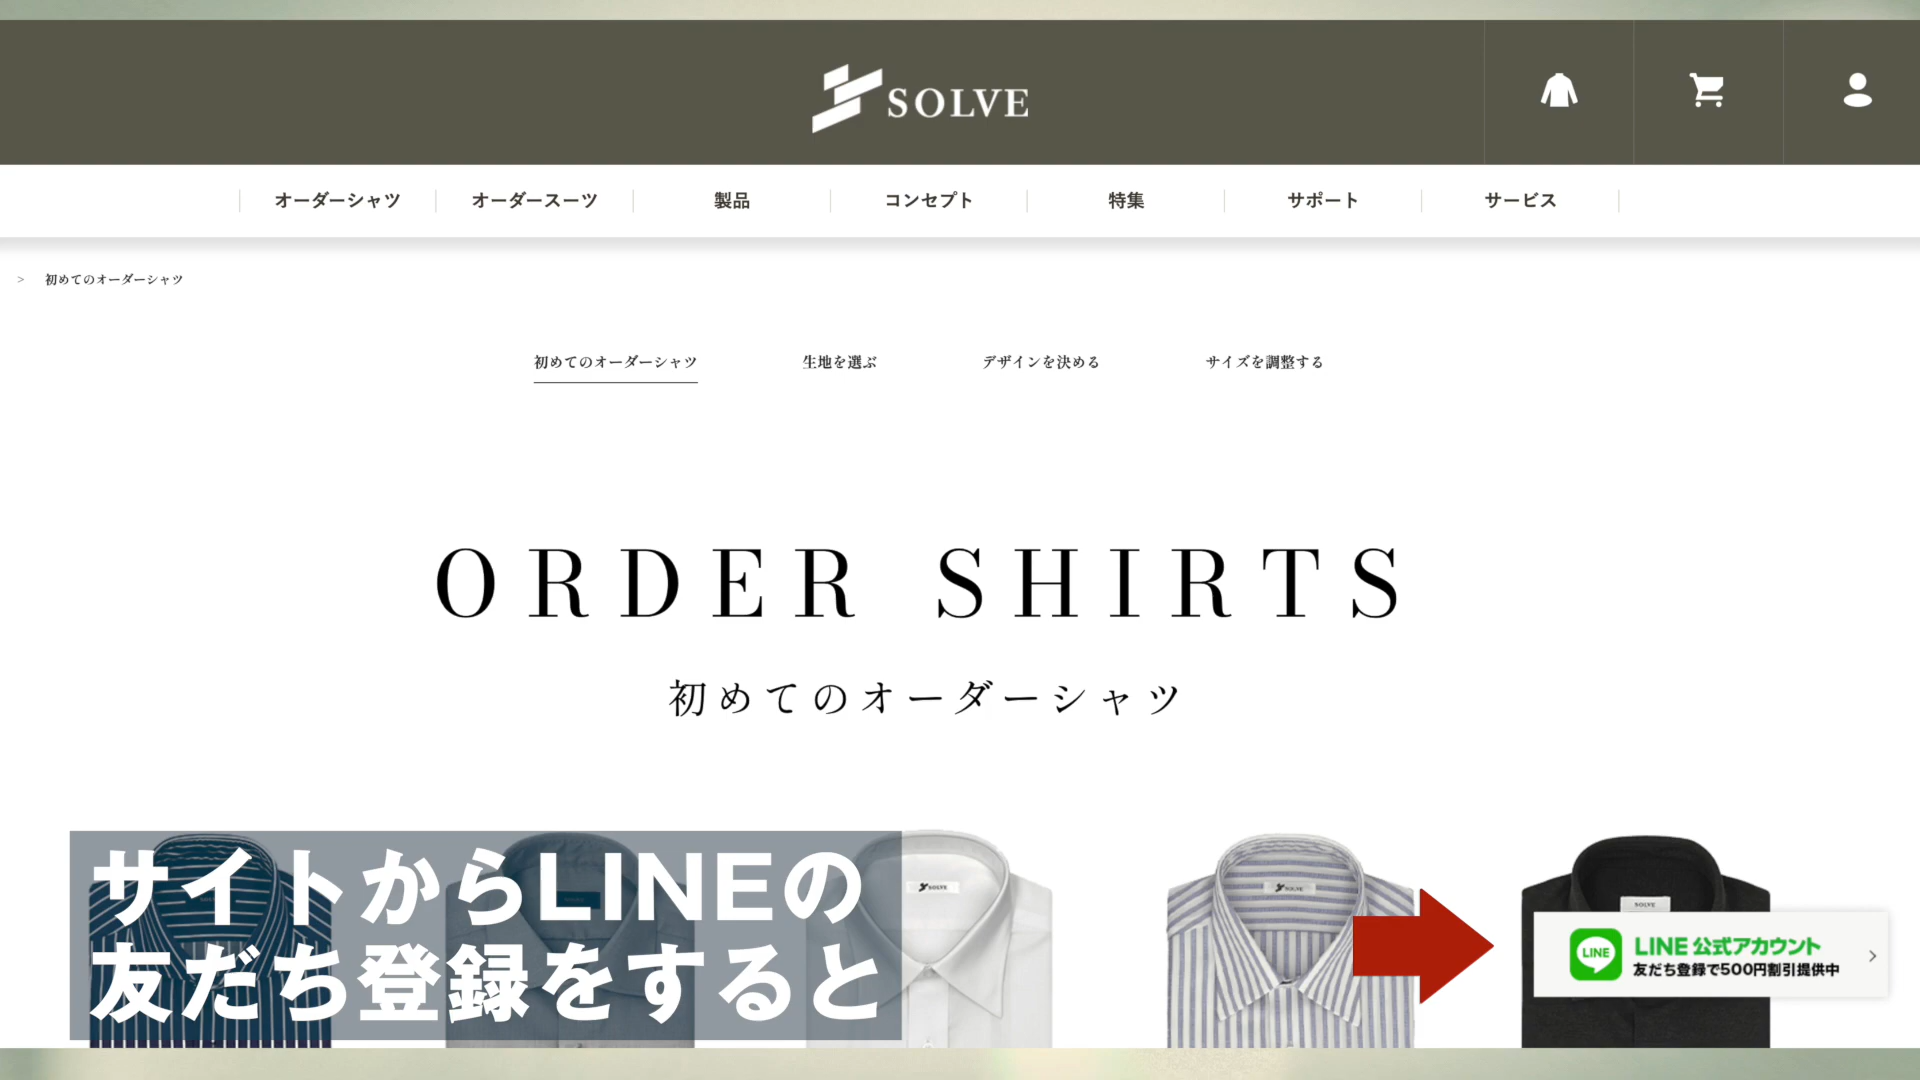 SOLVE
オーダーシャツ
オーダースーツ
製品
コンセプト
特集
サポート
サービス
> 初めてのオーダーシャツ
初めてのオーダーシャツ
生地を選ぶ
デザインを決める
サイズを調整する
ORDER SHIRTS
初めてのオーダーシャツ
SOLVE
SOLVE
SOLVE
サイトからLINEの
友だち登録をすると
LINE
LINE 公式アカウント
友だち登録で500円割引提供中
>